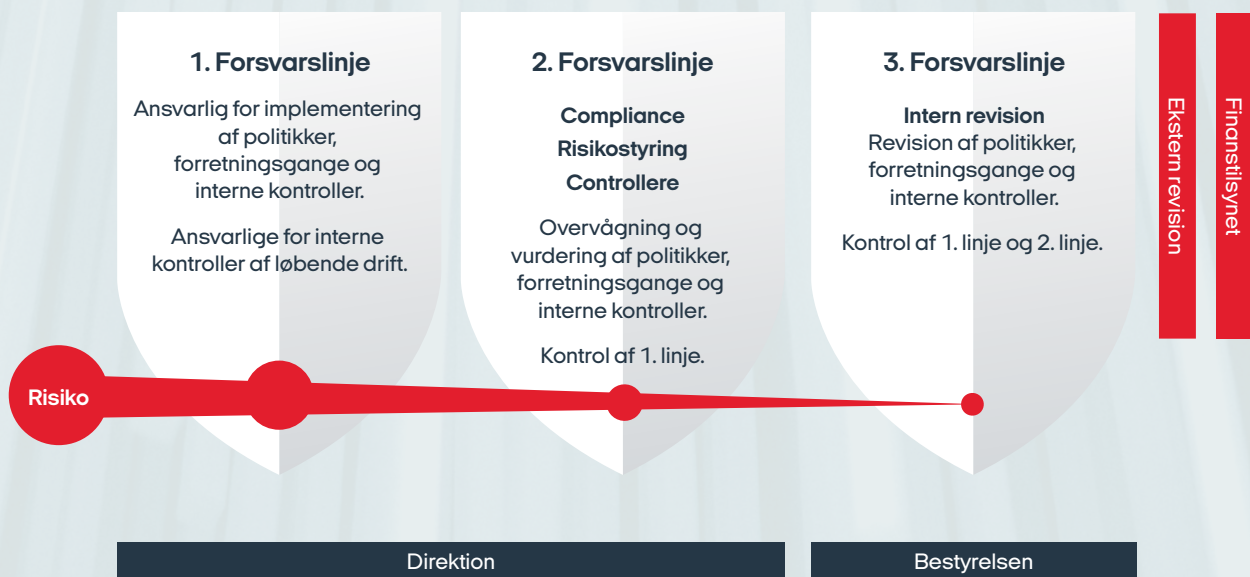 1. Forsvarslinje
Ansvarlig for implementering
af politikker,
forretningsgange og
interne kontroller.
Ansvarlige for interne
kontroller af løbende drift.
2. Forsvarslinje
Compliance
Risikostyring
Controllere
Overvågning og
vurdering af politikker,
forretningsgange og
interne kontroller.
Kontrol af 1. linje.
3. Forsvarslinje
Intern revision
Revision af politikker,
forretningsgange og
interne kontroller.
Kontrol af 1. linje og 2. linje.
Ekstern revision
Finanstilsynet
Risiko
Direktion
Bestyrelsen